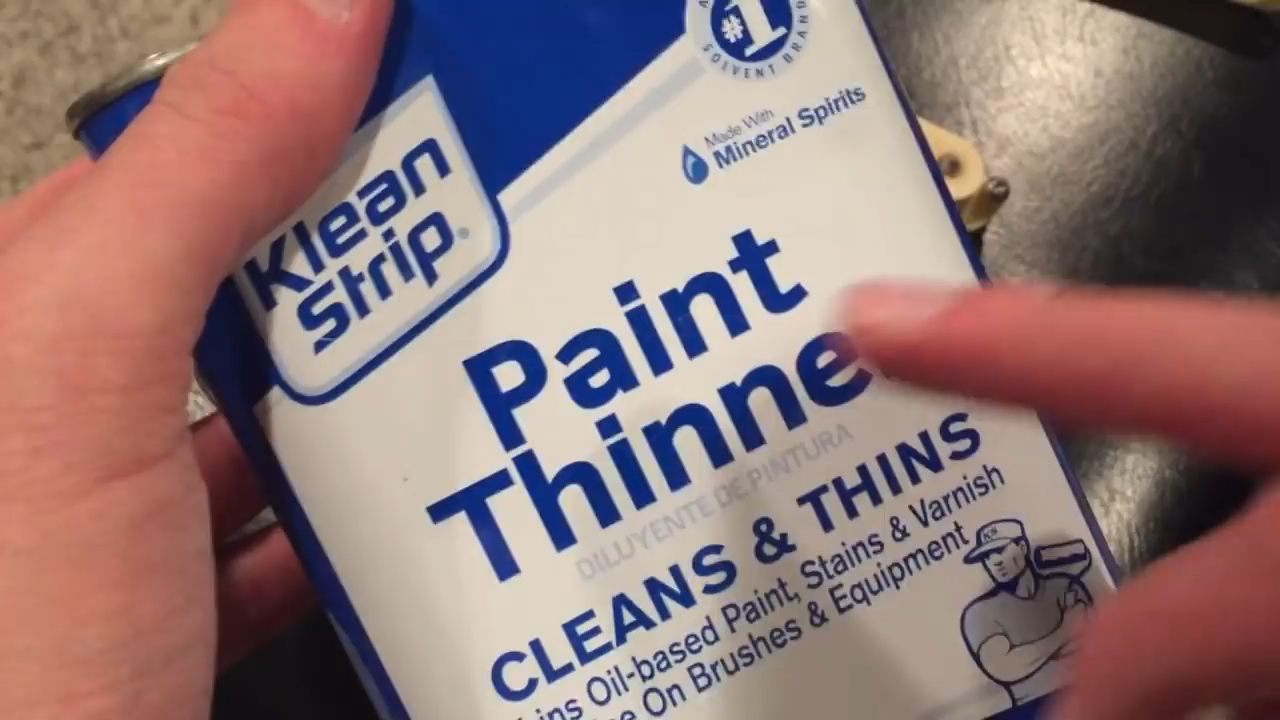 #1
SOLVENT BRAND
Made With
Mineral Spirits
Klean
Strip®
Paint
Thinne
DILUYENTE DE PINTURA
CLEANS & THINS
Oil-based Paint, Stains & Varnish
On Brushes & Equipment
KS